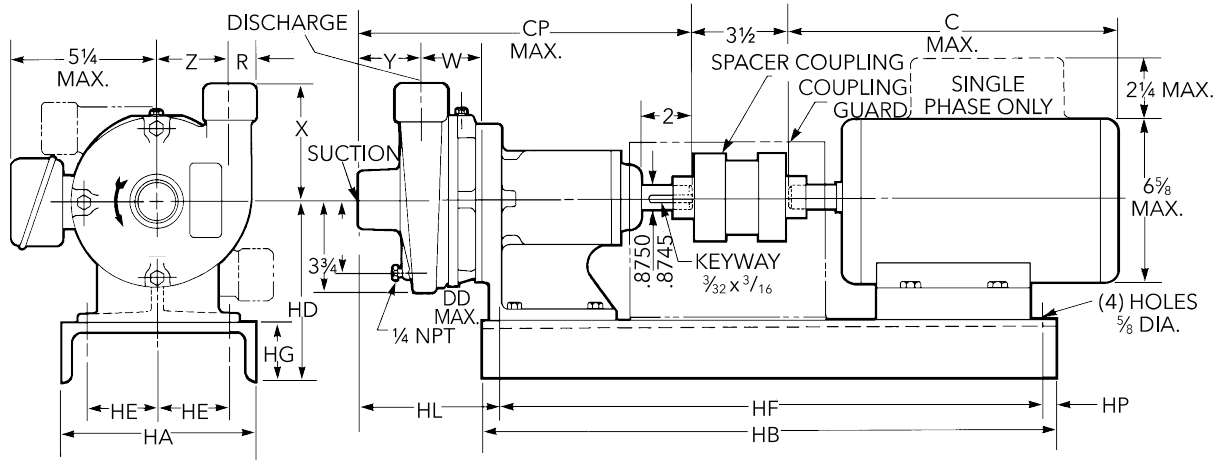 DISCHARGE
CP
MAX.
3½
C
MAX.
5¼
MAX.
Z
R
Y
W
SPACER COUPLING
COUPLING
GUARD
SINGLE
PHASE ONLY
2¼ MAX.
2
X
SUCTION
6⅝
MAX.
3¾
.8750
.8745
KEYWAY
3⁄32 x 3⁄16
HD
DD
MAX.
¼ NPT
(4) HOLES
⅝ DIA.
HG
HE
HE
HL
HF
HP
HA
HB